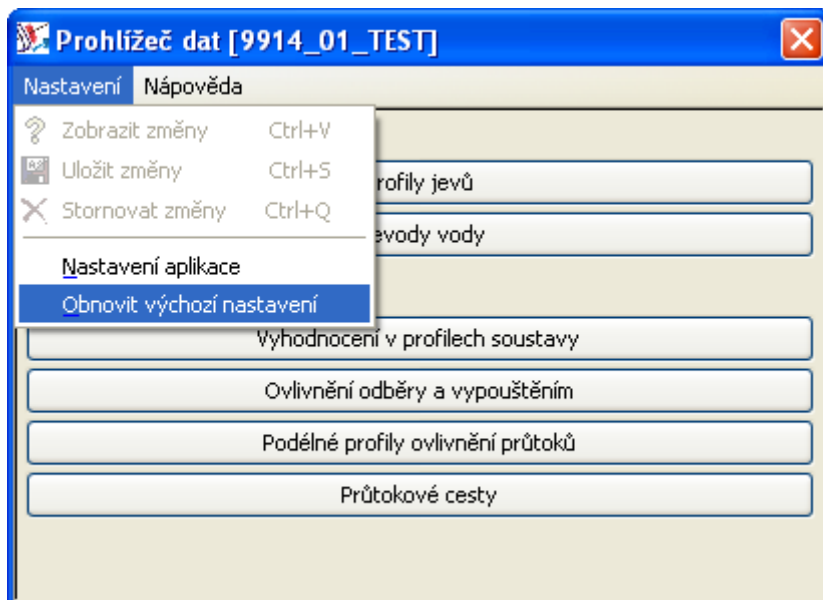 Prohlížeč dat [9914_01_TEST]
Nastavení Nápověda
Zobrazit změny Ctrl+V
Uložit změny Ctrl+S
Stornovat změny Ctrl+Q
Nastavení aplikace
Obnovit výchozí nastavení
rofily jevů
evody vody
Vyhodnocení v profilech soustavy
Ovlivnění odběry a vypouštěním
Podélné profily ovlivnění průtoků
Průtokové cesty